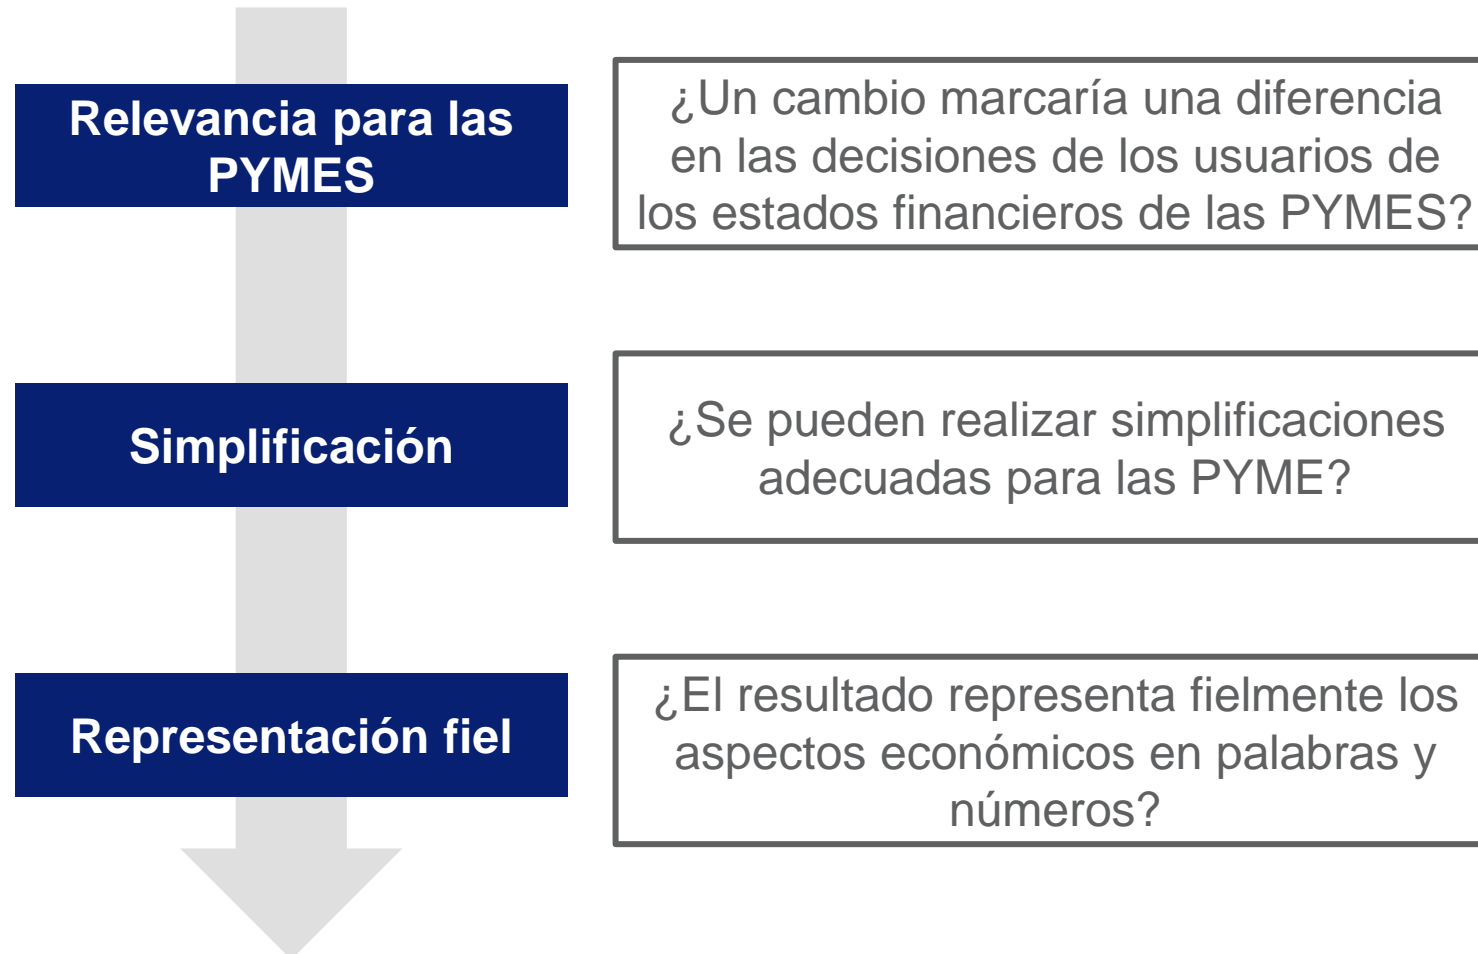 Relevancia para las
PYMES
¿Un cambio marcaría una diferencia
en las decisiones de los usuarios de
los estados financieros de las PYMES?
Simplificación
¿Se pueden realizar simplificaciones
adecuadas para las PYME?
Representación fiel
¿El resultado representa fielmente los
aspectos económicos en palabras y
números?